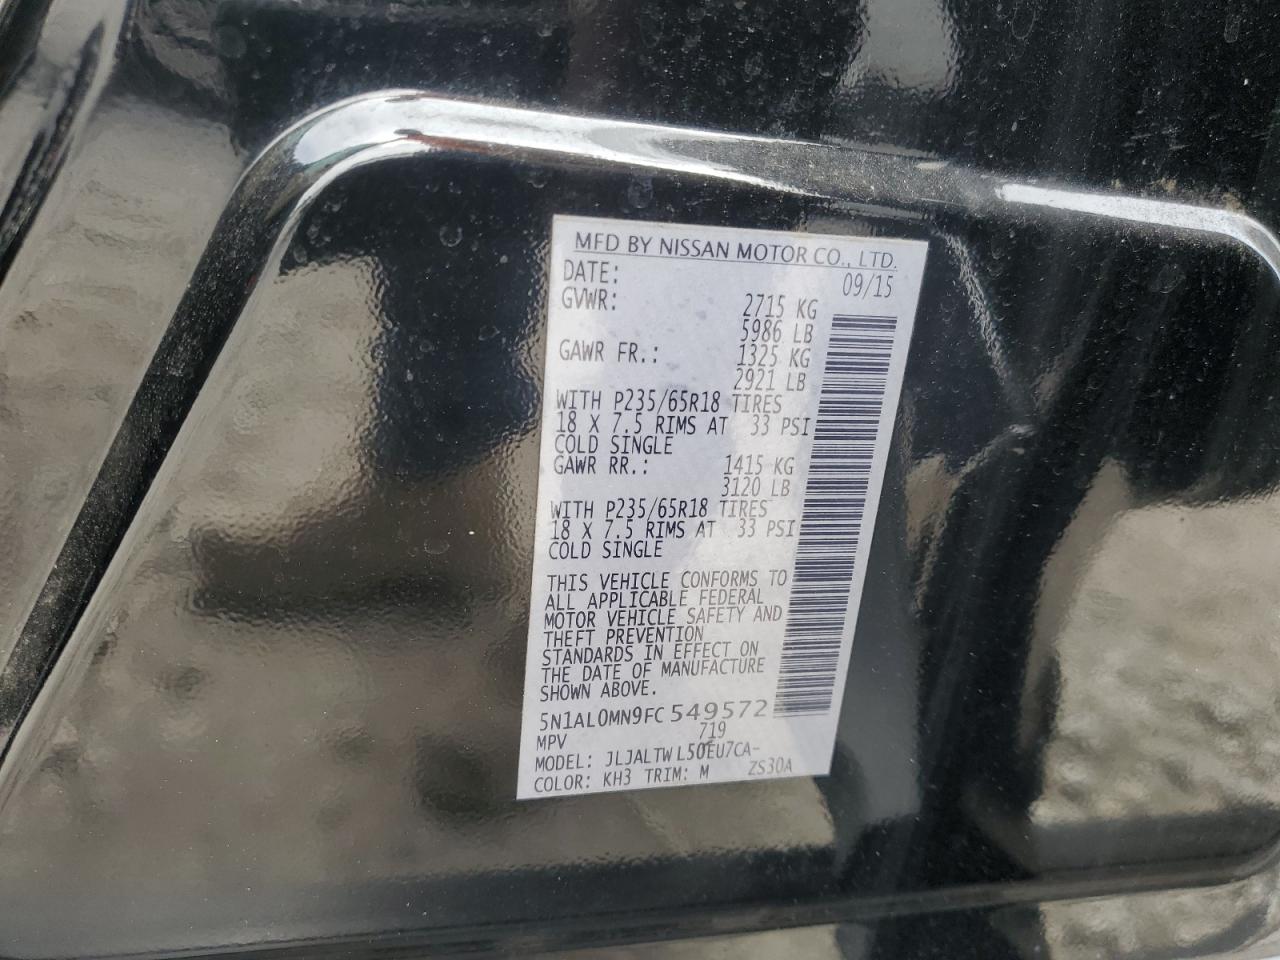 MFD BY NISSAN MOTOR CO., LTD.
DATE: 09/15
GVWR: 2715 KG
5986 LB
GAWR FR.: 1325 KG
2921 LB
WITH P235/65R18 TIRES
18 X 7.5 RIMS AT 33 PSI
COLD SINGLE
GAWR RR.: 1415 KG
3120 LB
WITH P235/65R18 TIRES
18 X 7.5 RIMS AT 33 PSI
COLD SINGLE
THIS VEHICLE CONFORMS TO
ALL APPLICABLE FEDERAL
MOTOR VEHICLE SAFETY AND
THEFT PREVENTION
STANDARDS IN EFFECT ON
THE DATE OF MANUFACTURE
SHOWN ABOVE.
5N1AL0MN9FC549572
MPV 719
MODEL: JLJALTWL50EU7CA-
COLOR: KH3 TRIM: M ZS30A